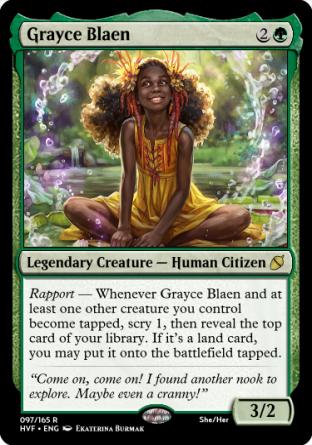 Grayce Blaen 2
Legendary Creature — Human Citizen
Rapport — Whenever Grayce Blaen and at
least one other creature you control
become tapped, scry 1, then reveal the top
card of your library. If it's a land card,
you may put it onto the battlefield tapped.
“Come on, come on! I found another nook to
explore. Maybe even a cranny!”
3/2
097/165 R She/Her
HVF • ENG Ekaterina Burmak